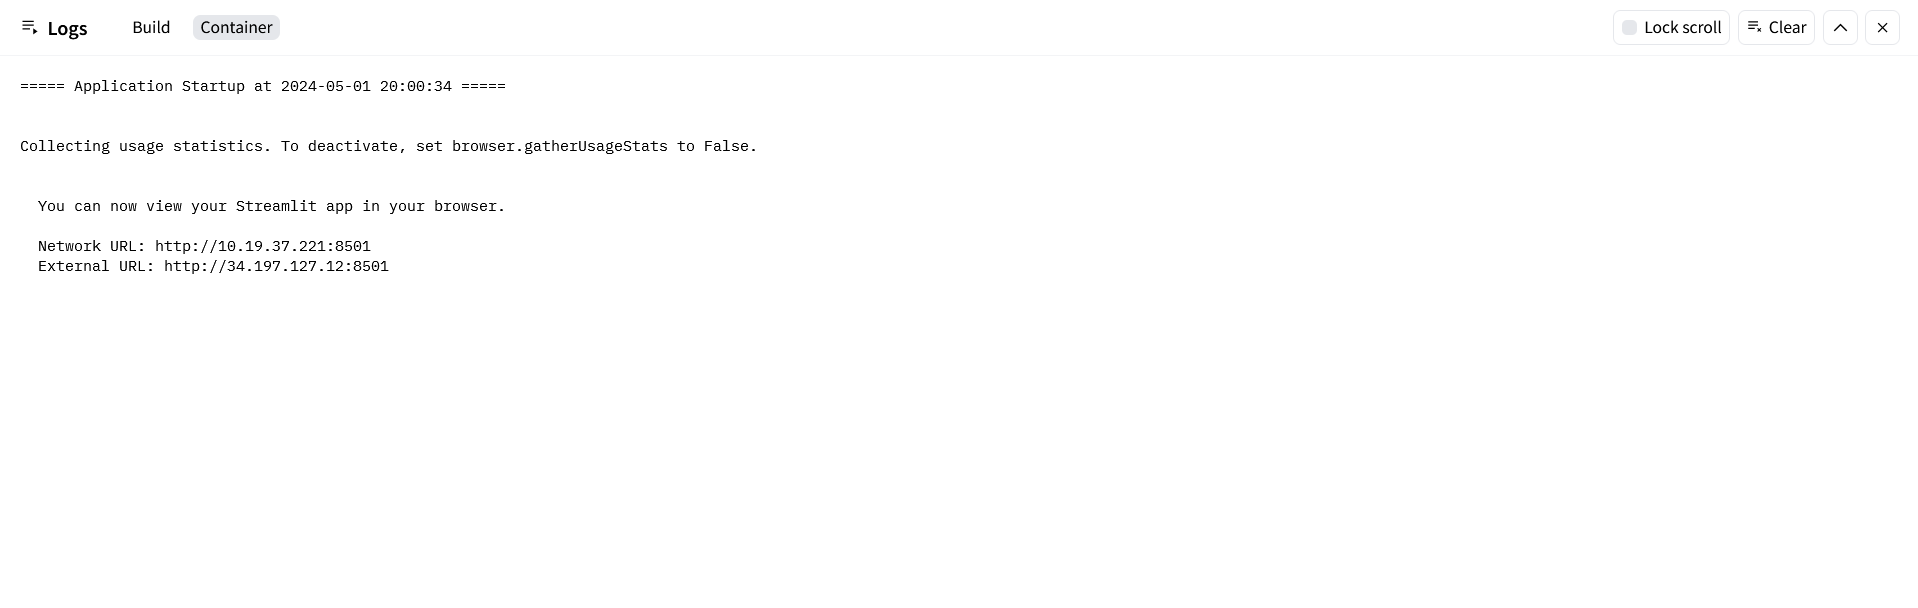 Logs Build Container Lock scroll Clear
===== Application Startup at 2024-05-01 20:00:34 =====
Collecting usage statistics. To deactivate, set browser.gatherUsageStats to False.
You can now view your Streamlit app in your browser.
Network URL: http://10.19.37.221:8501
External URL: http://34.197.127.12:8501